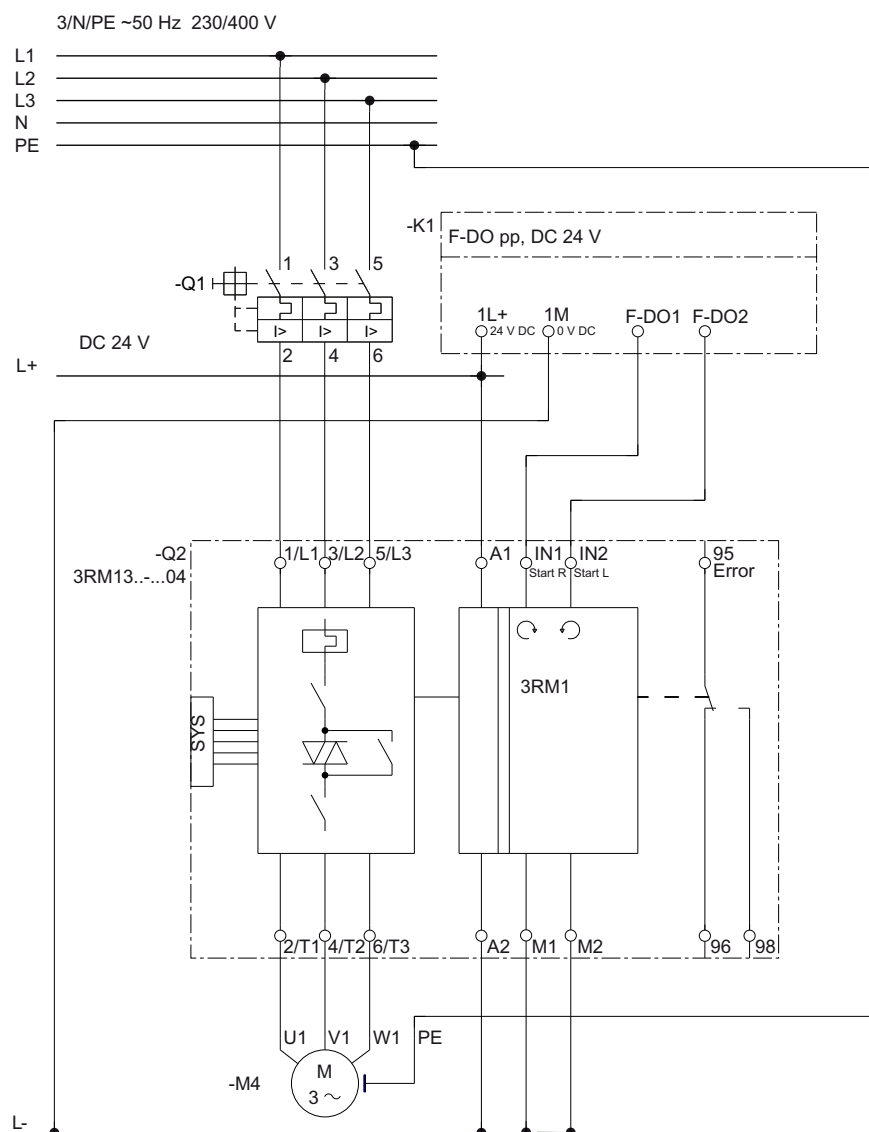 3/N/PE ~50 Hz 230/400 V
L1
L2
L3
N
PE
-K1
F-DO pp, DC 24 V
1 3 5
-Q1
I> I> I>
1L+ 1M F-DO1 F-DO2
24 V DC 0 V DC
DC 24 V
2 4 6
L+
-Q2
1/L1 3/L2 5/L3 A1 IN1 IN2 95
3RM13..-...04
Start R Start L Error
3RM1
SYS
2/T1 4/T2 6/T3 A2 M1 M2 96 98
U1 V1 W1 PE
-M4
M
3 ~
L-